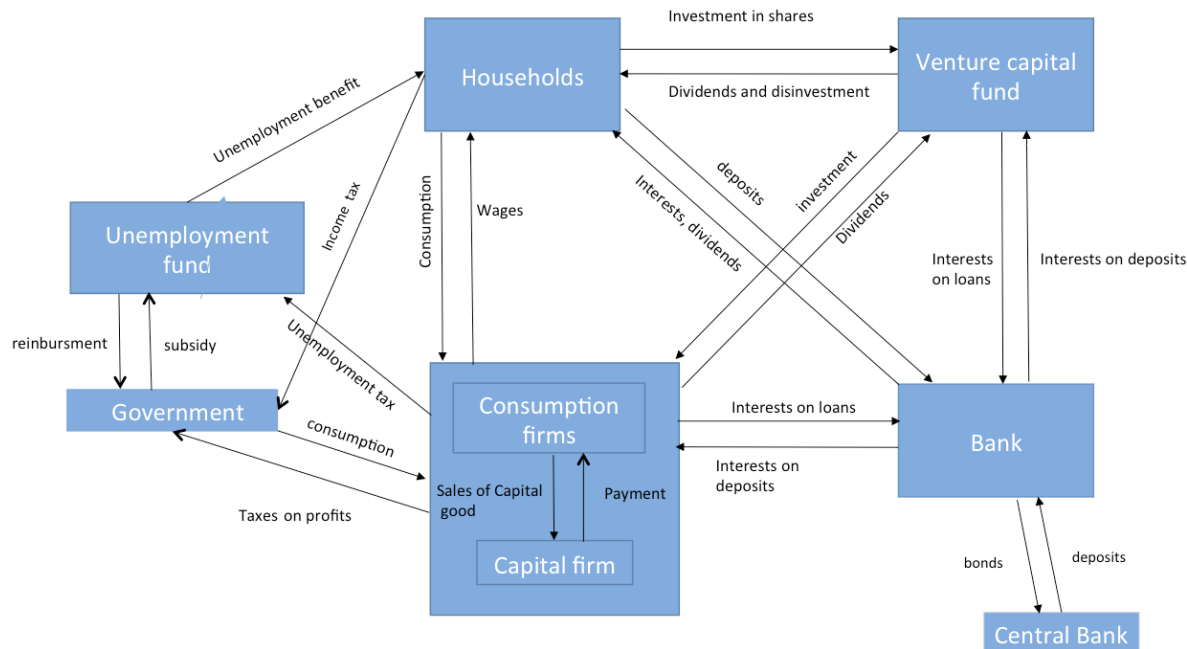 Investment in shares
Households
Venture capital
fund
Dividends and disinvestment
Unemployment benefit
Income tax
Consumption
Wages
deposits
Interests, dividends
investment
Dividends
Unemployment
fund
Interests
on loans
Interests on deposits
reinbursment
subsidy
Unemployment tax
Government
consumption
Consumption
firms
Interests on loans
Bank
Interests on
deposits
Sales of Capital
good
Payment
Taxes on profits
Capital firm
bonds
deposits
Central Bank